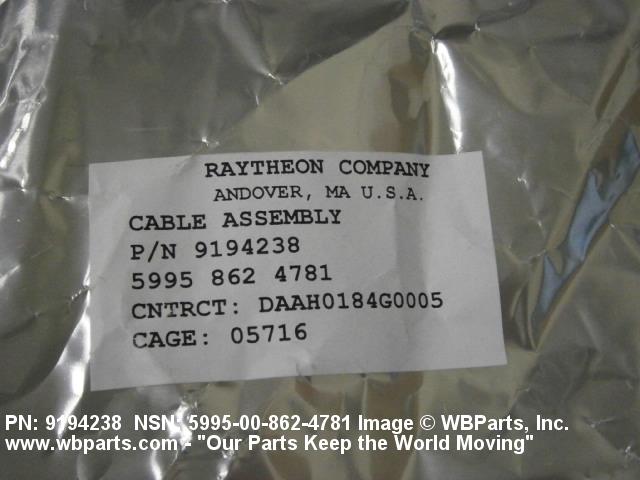 RAYTHEON COMPANY
ANDOVER, MA U.S.A.
CABLE ASSEMBLY
P/N 9194238
5995 862 4781
CNTRCT: DAAH0184G0005
CAGE: 05716
PN: 9194238 NSN: 5995-00-862-4781 Image © WBParts, Inc.
www.wbparts.com - "Our Parts Keep the World Moving"